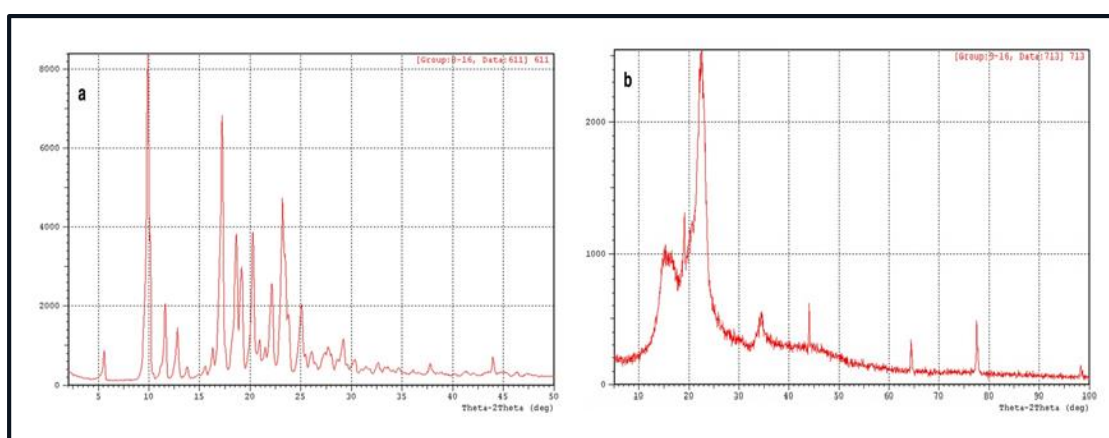 [Group:8-16, Data:611] 611
a
8000
6000
4000
2000
0
5 10 15 20 25 30 35 40 45 50
Theta-2Theta (deg)
[Group:9-16, Data:713] 713
b
2000
1000
0
10 20 30 40 50 60 70 80 90 100
Theta-2Theta (deg)